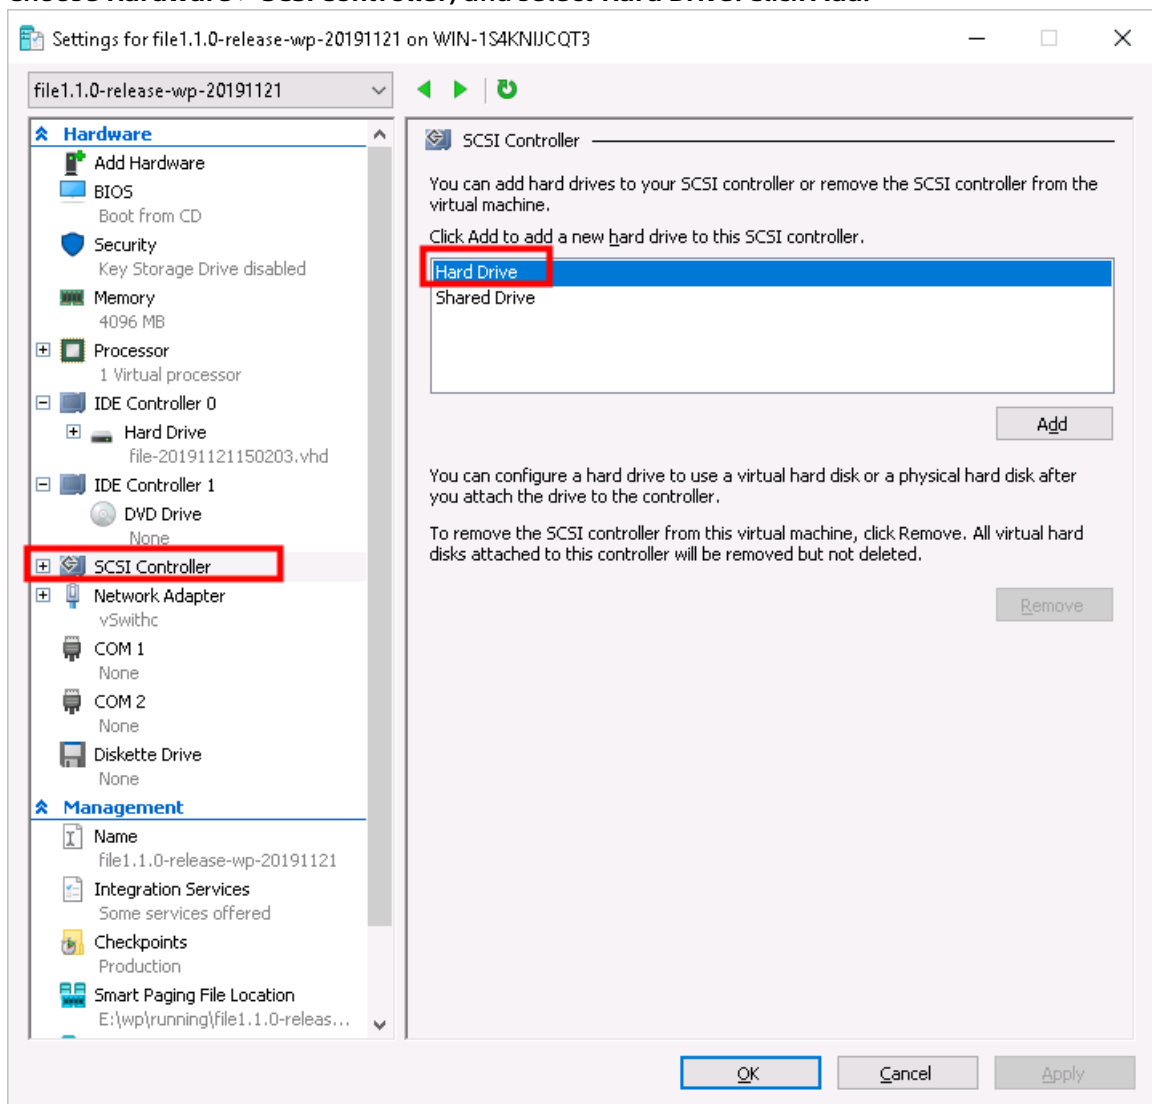 Settings for file1.1.0-release-wp-20191121 on WIN-1S4KNIJCQT3
file1.1.0-release-wp-20191121
Hardware
Add Hardware
BIOS
Boot from CD
Security
Key Storage Drive disabled
Memory
4096 MB
Processor
1 Virtual processor
IDE Controller 0
Hard Drive
file-20191121150203.vhd
IDE Controller 1
DVD Drive
None
SCSI Controller
Network Adapter
vSwithc
COM 1
None
COM 2
None
Diskette Drive
None
Management
Name
file1.1.0-release-wp-20191121
Integration Services
Some services offered
Checkpoints
Production
Smart Paging File Location
E:\wp\running\file1.1.0-releas...
SCSI Controller
You can add hard drives to your SCSI controller or remove the SCSI controller from the
virtual machine.
Click Add to add a new hard drive to this SCSI controller.
Hard Drive
Shared Drive
Add
You can configure a hard drive to use a virtual hard disk or a physical hard disk after
you attach the drive to the controller.
To remove the SCSI controller from this virtual machine, click Remove. All virtual hard
disks attached to this controller will be removed but not deleted.
Remove
OK
Cancel
Apply